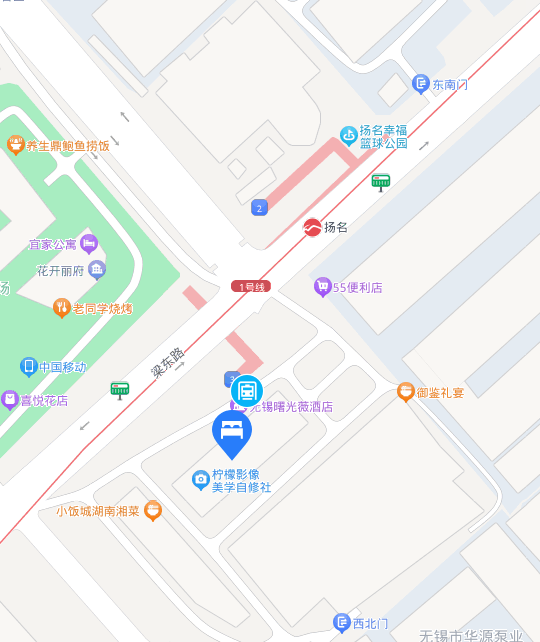 东南门
扬名幸福
篮球公园
养生鼎鲍鱼捞饭
2
扬名
宜家公寓
花开丽府
场
1号线
55便利店
老同学烧烤
梁东路
中国移动
喜悦花店
御鉴礼宴
无锡曙光薇酒店
柠檬影像
美学自修社
小饭城湖南湘菜
西北门
无锡市华源泵业